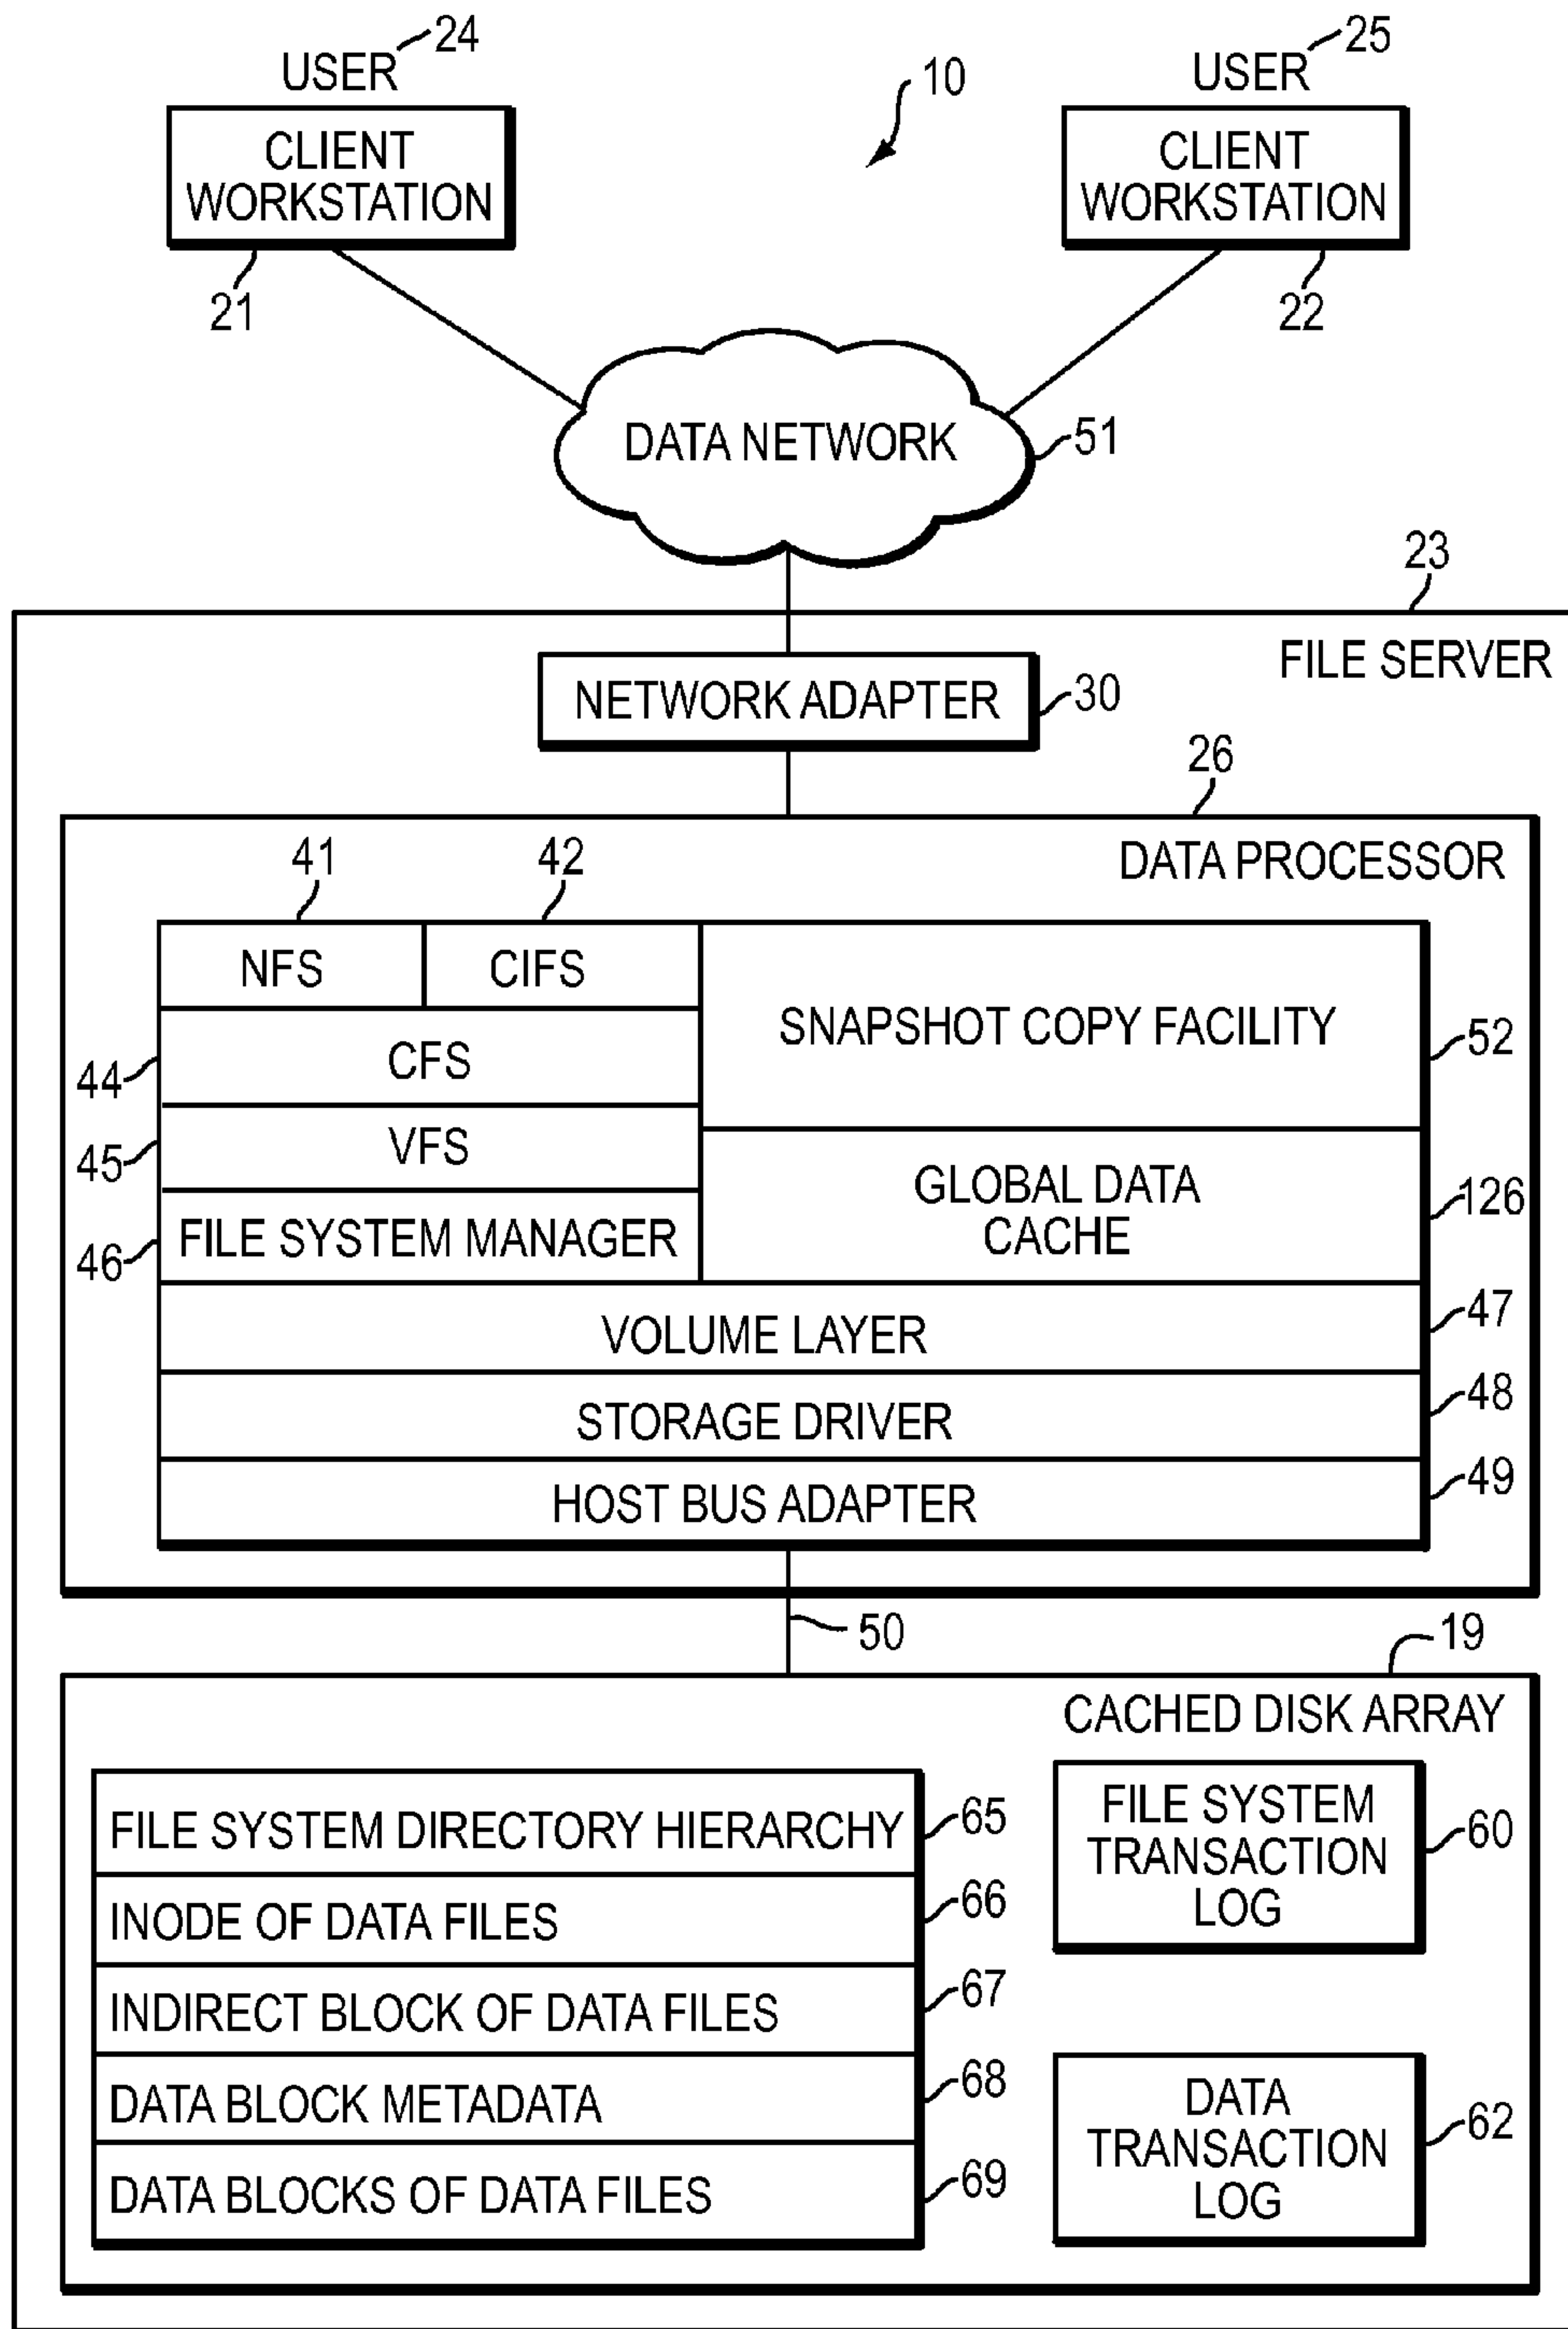 24
25
USER
USER
10
CLIENT
WORKSTATION
CLIENT
WORKSTATION
21
22
DATA NETWORK
51
23
FILE SERVER
NETWORK ADAPTER
30
26
DATA PROCESSOR
41
42
NFS
CIFS
SNAPSHOT COPY FACILITY
52
44
CFS
45
VFS
GLOBAL DATA
CACHE
126
46
FILE SYSTEM MANAGER
47
VOLUME LAYER
48
STORAGE DRIVER
49
HOST BUS ADAPTER
50
19
CACHED DISK ARRAY
FILE SYSTEM DIRECTORY HIERARCHY
65
INODE OF DATA FILES
66
INDIRECT BLOCK OF DATA FILES
67
DATA BLOCK METADATA
68
DATA BLOCKS OF DATA FILES
69
FILE SYSTEM
TRANSACTION
LOG
60
DATA
TRANSACTION
LOG
62